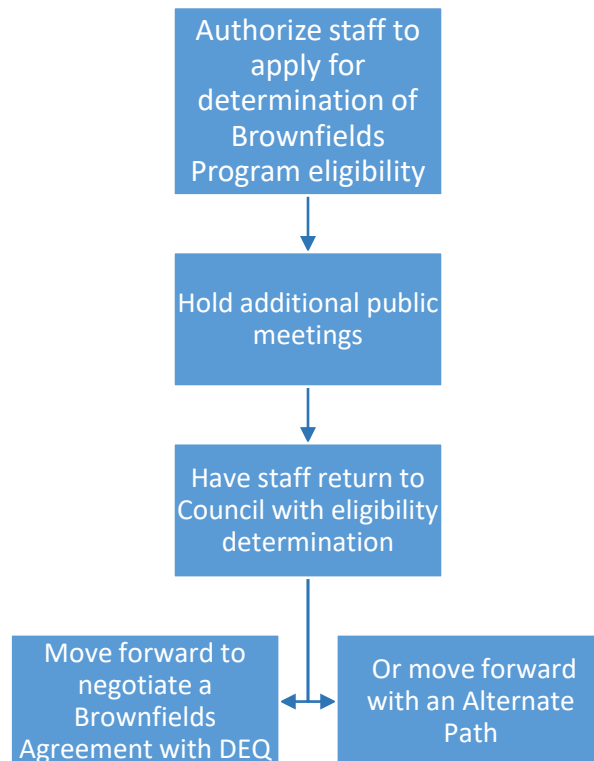 Authorize staff to
apply for
determination of
Brownfields
Program eligibility
Hold additional public
meetings
Have staff return to
Council with eligibility
determination
Move forward to
negotiate a
Brownfields
Agreement with DEQ
Or move forward
with an Alternate
Path